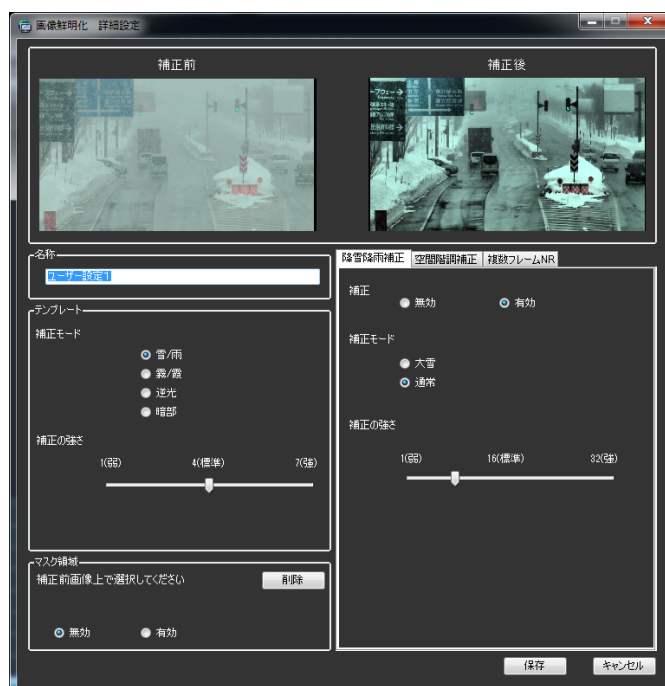 画像鮮明化 詳細設定
補正前
補正後
名称
ユーザー設定1
テンプレート
補正モード
雪/雨
霧/霞
逆光
暗部
補正の強さ
1(弱) 4(標準) 7(強)
マスク領域
補正前画像上で選択してください
削除
無効 有効
降雪降雨補正 空間階調補正 複数フレームNR
補正
無効 有効
補正モード
大雪
通常
補正の強さ
1(弱) 16(標準) 32(強)
保存 キャンセル